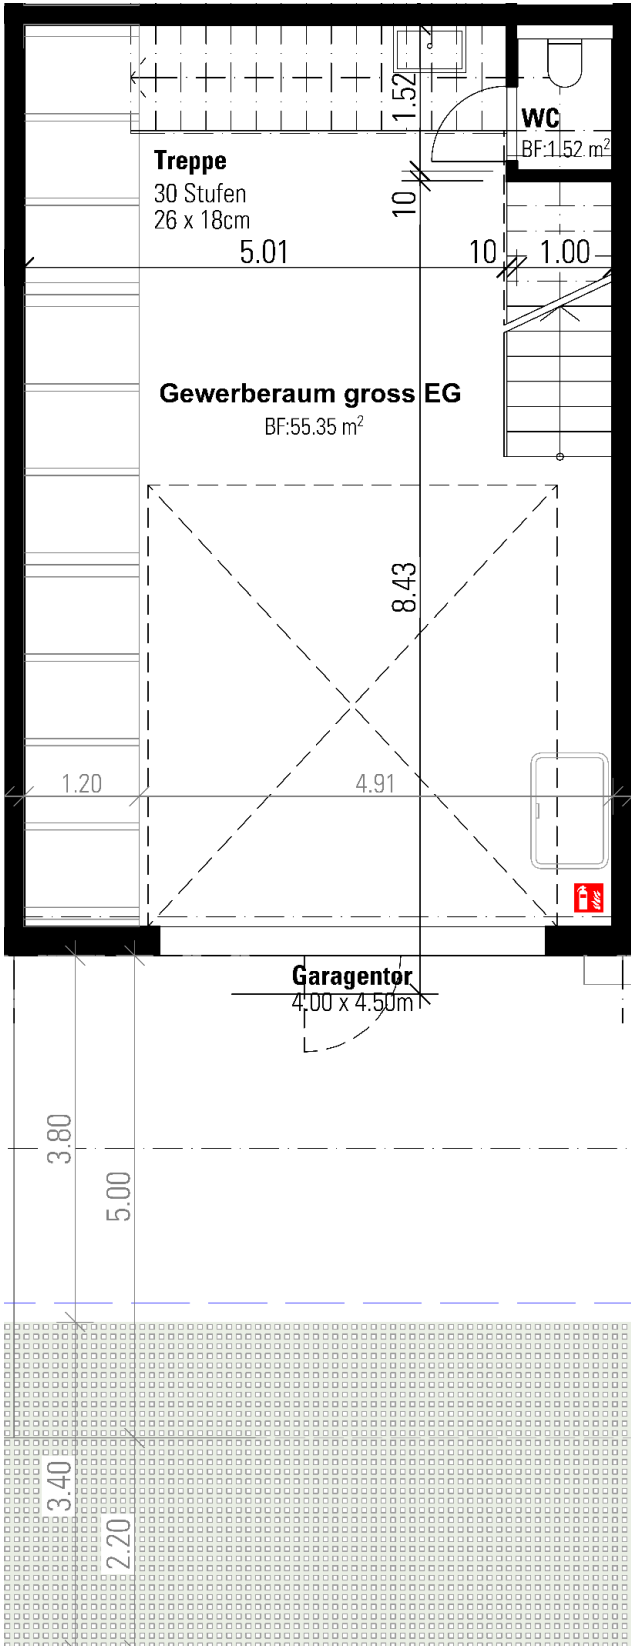 1.52
WC
BF:1.52 m²
Treppe
30 Stufen
26 x 18cm
10
5.01
10
1.00
Gewerberaum gross EG
BF:55.35 m²
8.43
1.20
4.91
Garagentor
4.00 x 4.50m
3.80
5.00
3.40
2.20